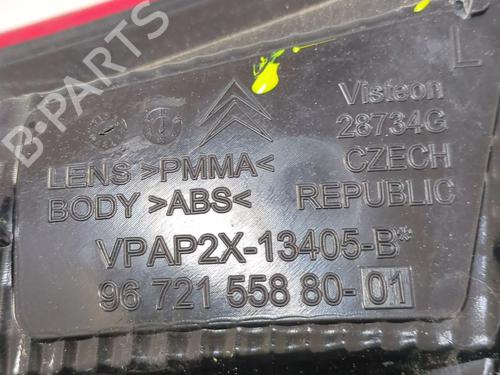 B-PARTS
L
Visteon
28734G
LENS >PMMA<
CZECH
BODY >ABS<
REPUBLIC
VPAP2X-13405-B*
96 721 558 80-01